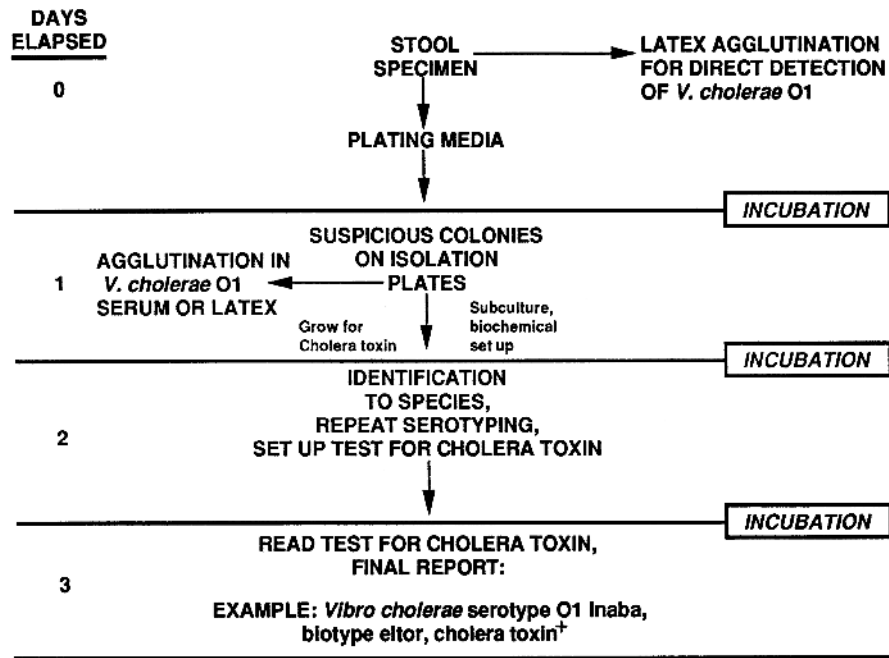 DAYS
ELAPSED
0
STOOL
SPECIMEN
LATEX AGGLUTINATION
FOR DIRECT DETECTION
OF V. cholerae O1
PLATING MEDIA
INCUBATION
1
SUSPICIOUS COLONIES
ON ISOLATION
PLATES
AGGLUTINATION IN
V. cholerae O1
SERUM OR LATEX
Grow for
Cholera toxin
Subculture,
biochemical
set up
INCUBATION
2
IDENTIFICATION
TO SPECIES,
REPEAT SEROTYPING,
SET UP TEST FOR CHOLERA TOXIN
INCUBATION
3
READ TEST FOR CHOLERA TOXIN,
FINAL REPORT:
EXAMPLE: Vibro cholerae serotype O1 Inaba,
biotype eltor, cholera toxin+